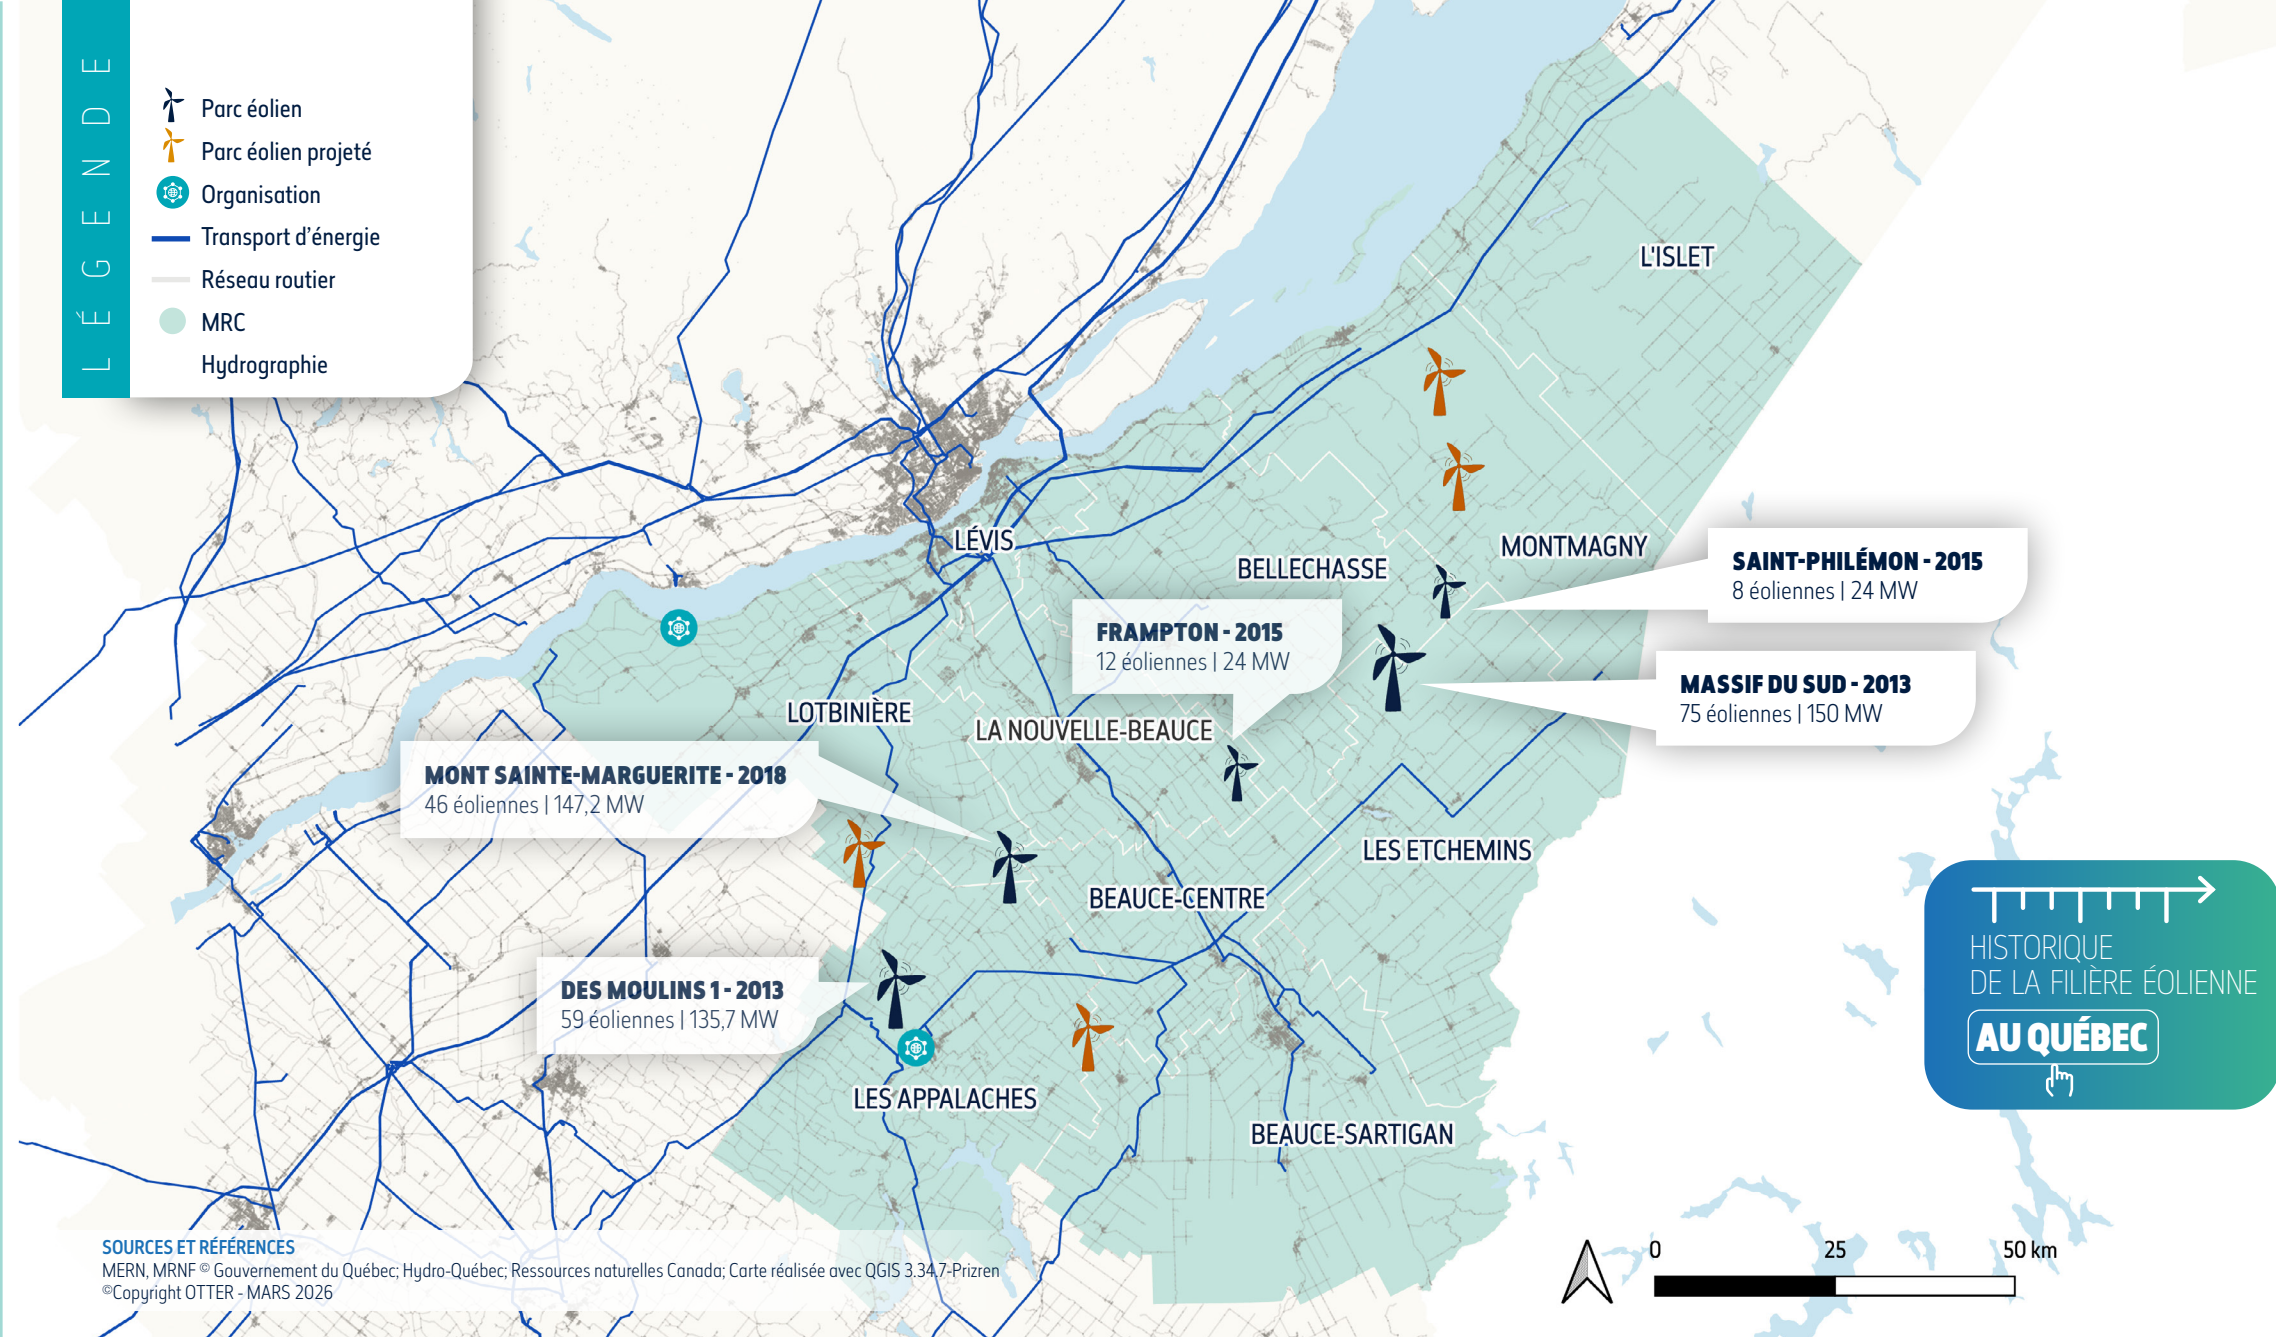 LÉGENDE
Parc éolien
Parc éolien projeté
Organisation
Transport d'énergie
Réseau routier
MRC
Hydrographie
L'ISLET
LÉVIS
MONTMAGNY
BELLECHASSE
SAINT-PHILÉMON - 2015
8 éoliennes | 24 MW
FRAMPTON - 2015
12 éoliennes | 24 MW
MASSIF DU SUD - 2013
75 éoliennes | 150 MW
LOTBINIÈRE
LA NOUVELLE-BEAUCE
MONT SAINTE-MARGUERITE - 2018
46 éoliennes | 147,2 MW
LES ETCHEMINS
BEAUCE-CENTRE
HISTORIQUE
DE LA FILIÈRE ÉOLIENNE
AU QUÉBEC
DES MOULINS 1 - 2013
59 éoliennes | 135,7 MW
LES APPALACHES
BEAUCE-SARTIGAN
SOURCES ET RÉFÉRENCES
MERN, MRNF © Gouvernement du Québec; Hydro-Québec; Ressources naturelles Canada; Carte réalisée avec QGIS 3.34.7-Prizren
©Copyright OTTER - MARS 2026
0 25 50 km